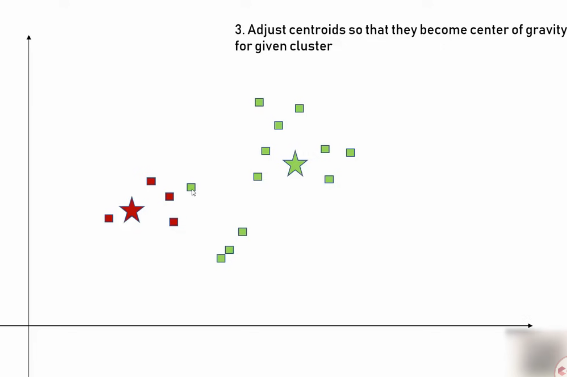 3. Adjust centroids so that they become center of gravity
for given cluster